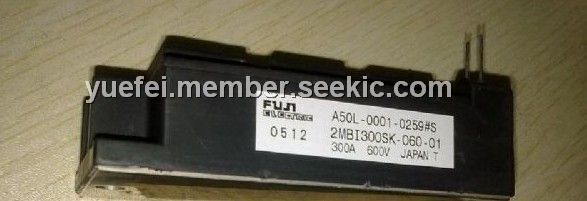 yuefei.member.seekic.com
FUJI
ELECTRIC
0512
A50L-0001-0259#S
2MBI300SK-060-01
300A 600V JAPAN T